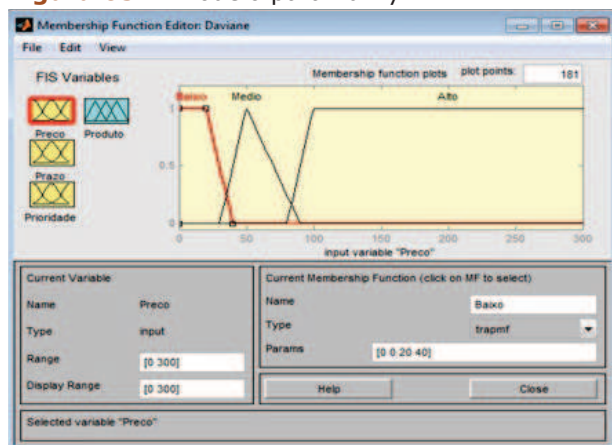 Membership Function Editor: Daviane
File Edit View
FIS Variables
Membership function plots plot points: 181
Preco Produto
Prazo
Prioridade
Baixo Medio Alto
1
0.5
0
0 50 100 150 200 250 300
input variable "Preco"
Current Variable
Name Preco
Type input
Range [0 300]
Display Range [0 300]
Current Membership Function (click on MF to select)
Name Baixo
Type trapmf
Params [0 0 20 40]
Help Close
Selected variable "Preco"